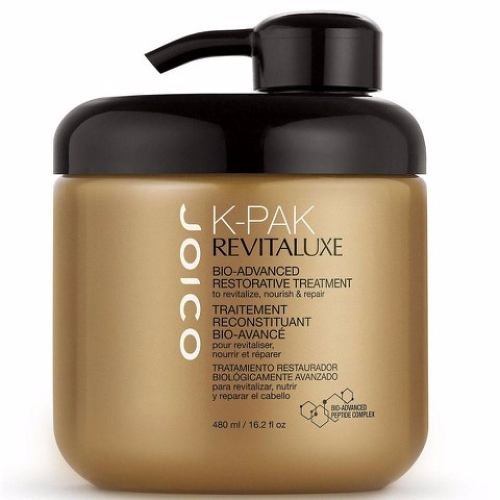 JOICO
K-PAK
REVITALUXE
BIO-ADVANCED
RESTORATIVE TREATMENT
to revitalize, nourish & repair
TRAITEMENT
RECONSTITUANT
BIO-AVANCÉ
pour revitaliser,
nourrir et réparer
TRATAMIENTO RESTAURADOR
BIOLÓGICAMENTE AVANZADO
para revitalizar, nutrir
y reparar el cabello
480 ml / 16.2 fl oz
BIO-ADVANCED
PEPTIDE COMPLEX